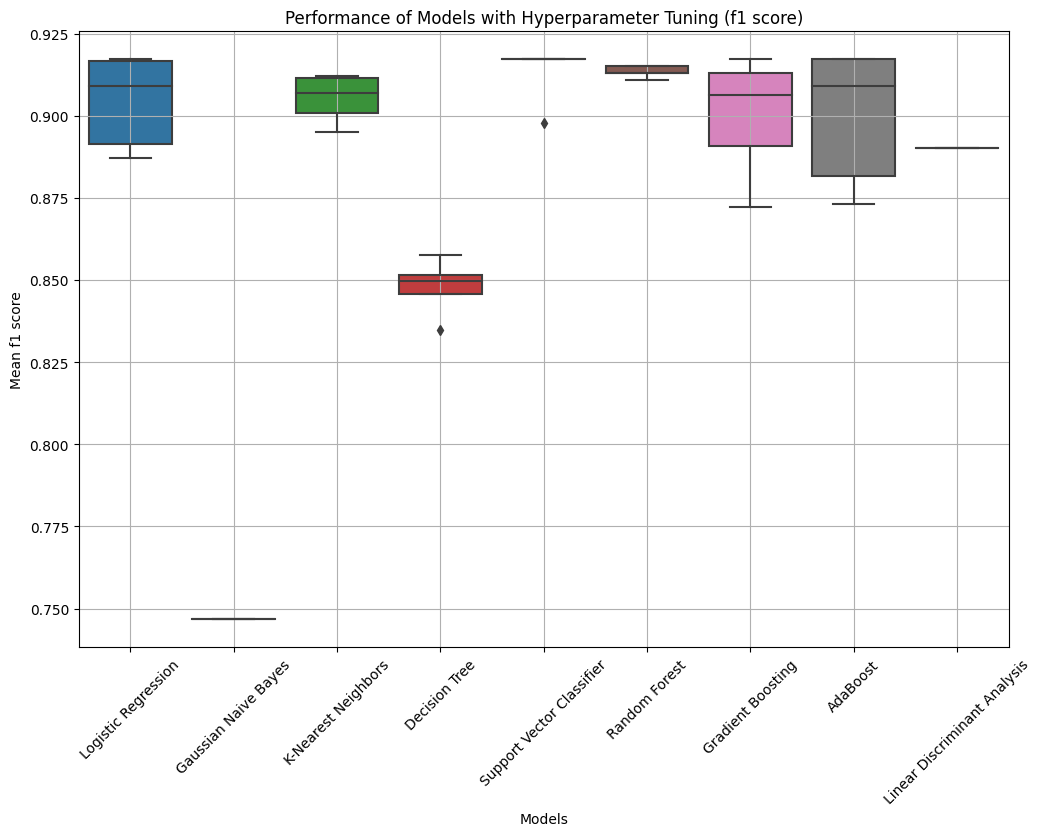 Performance of Models with Hyperparameter Tuning (f1 score)
0.925
0.900
0.875
0.850
0.825
0.800
0.775
0.750
Mean f1 score
Logistic Regression
Gaussian Naive Bayes
K-Nearest Neighbors
Decision Tree
Support Vector Classifier
Random Forest
Gradient Boosting
AdaBoost
Linear Discriminant Analysis
Models